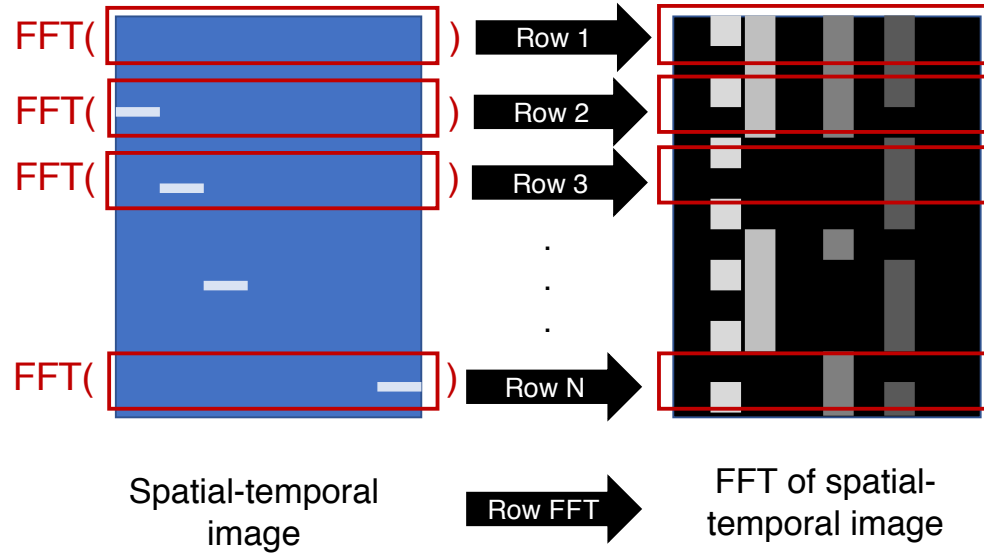 FFT( ) Row 1
FFT( ) Row 2
FFT( ) Row 3
.
.
.
FFT( ) Row N
Spatial-temporal
image
Row FFT
FFT of spatial-
temporal image